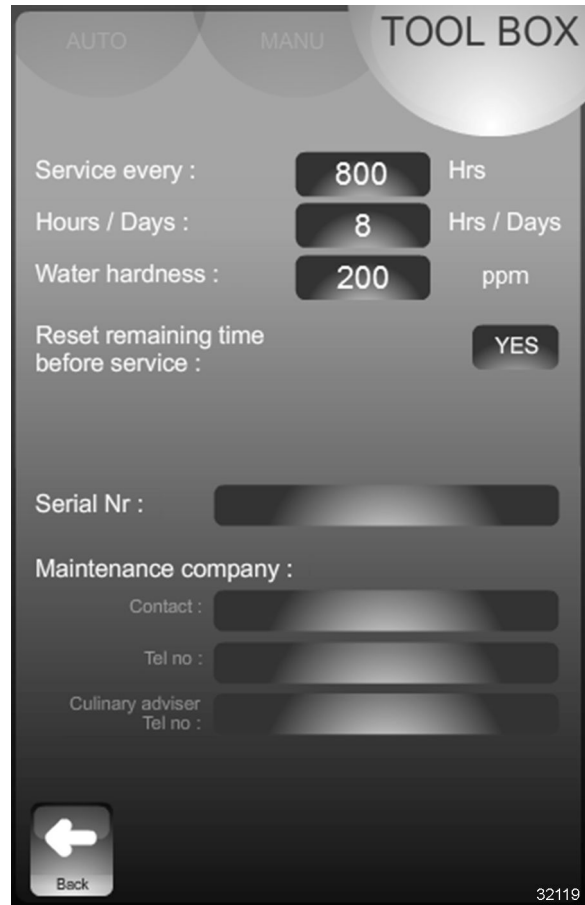 AUTO MANU TOOL BOX
Service every : 800 Hrs
Hours / Days : 8 Hrs / Days
Water hardness : 200 ppm
Reset remaining time
before service : YES
Serial Nr :
Maintenance company :
Contact :
Tel no :
Culinary adviser
Tel no :
Back
32119